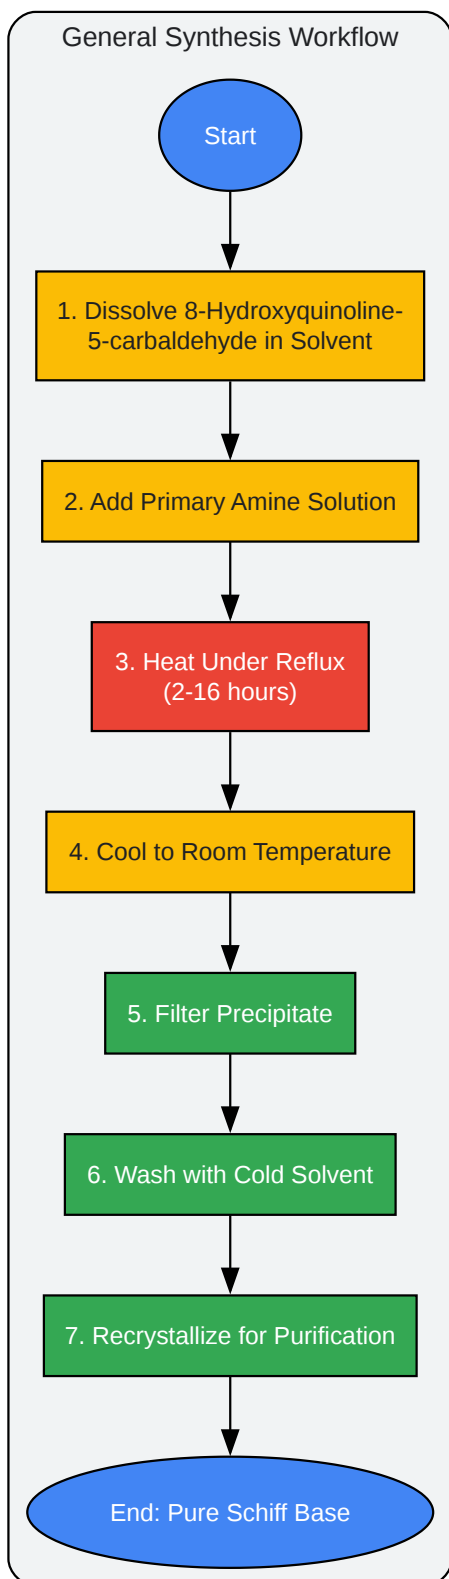 General Synthesis Workflow
Start
1. Dissolve 8-Hydroxyquinoline-
5-carbaldehyde in Solvent
2. Add Primary Amine Solution
3. Heat Under Reflux
(2-16 hours)
4. Cool to Room Temperature
5. Filter Precipitate
6. Wash with Cold Solvent
7. Recrystallize for Purification
End: Pure Schiff Base